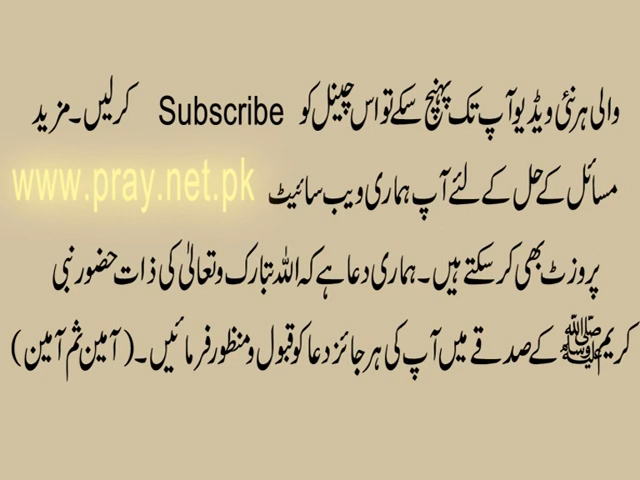 والی ہر نئی ویڈیو آپ تک پہنچ سکے تو اس چینل کو Subscribe کر لیں۔ مزید
مسائل کے حل کے لئے آپ ہماری ویب سائیٹ www.pray.net.pk
پر وزٹ بھی کر سکتے ہیں۔ ہماری دعا ہے کہ اللہ تبارک و تعالیٰ کی ذات حضور نبی
کریم ﷺ کے صدقے میں آپ کی ہر جائز دعا کو قبول و منظور فرمائیں۔ (آمین ثم آمین)